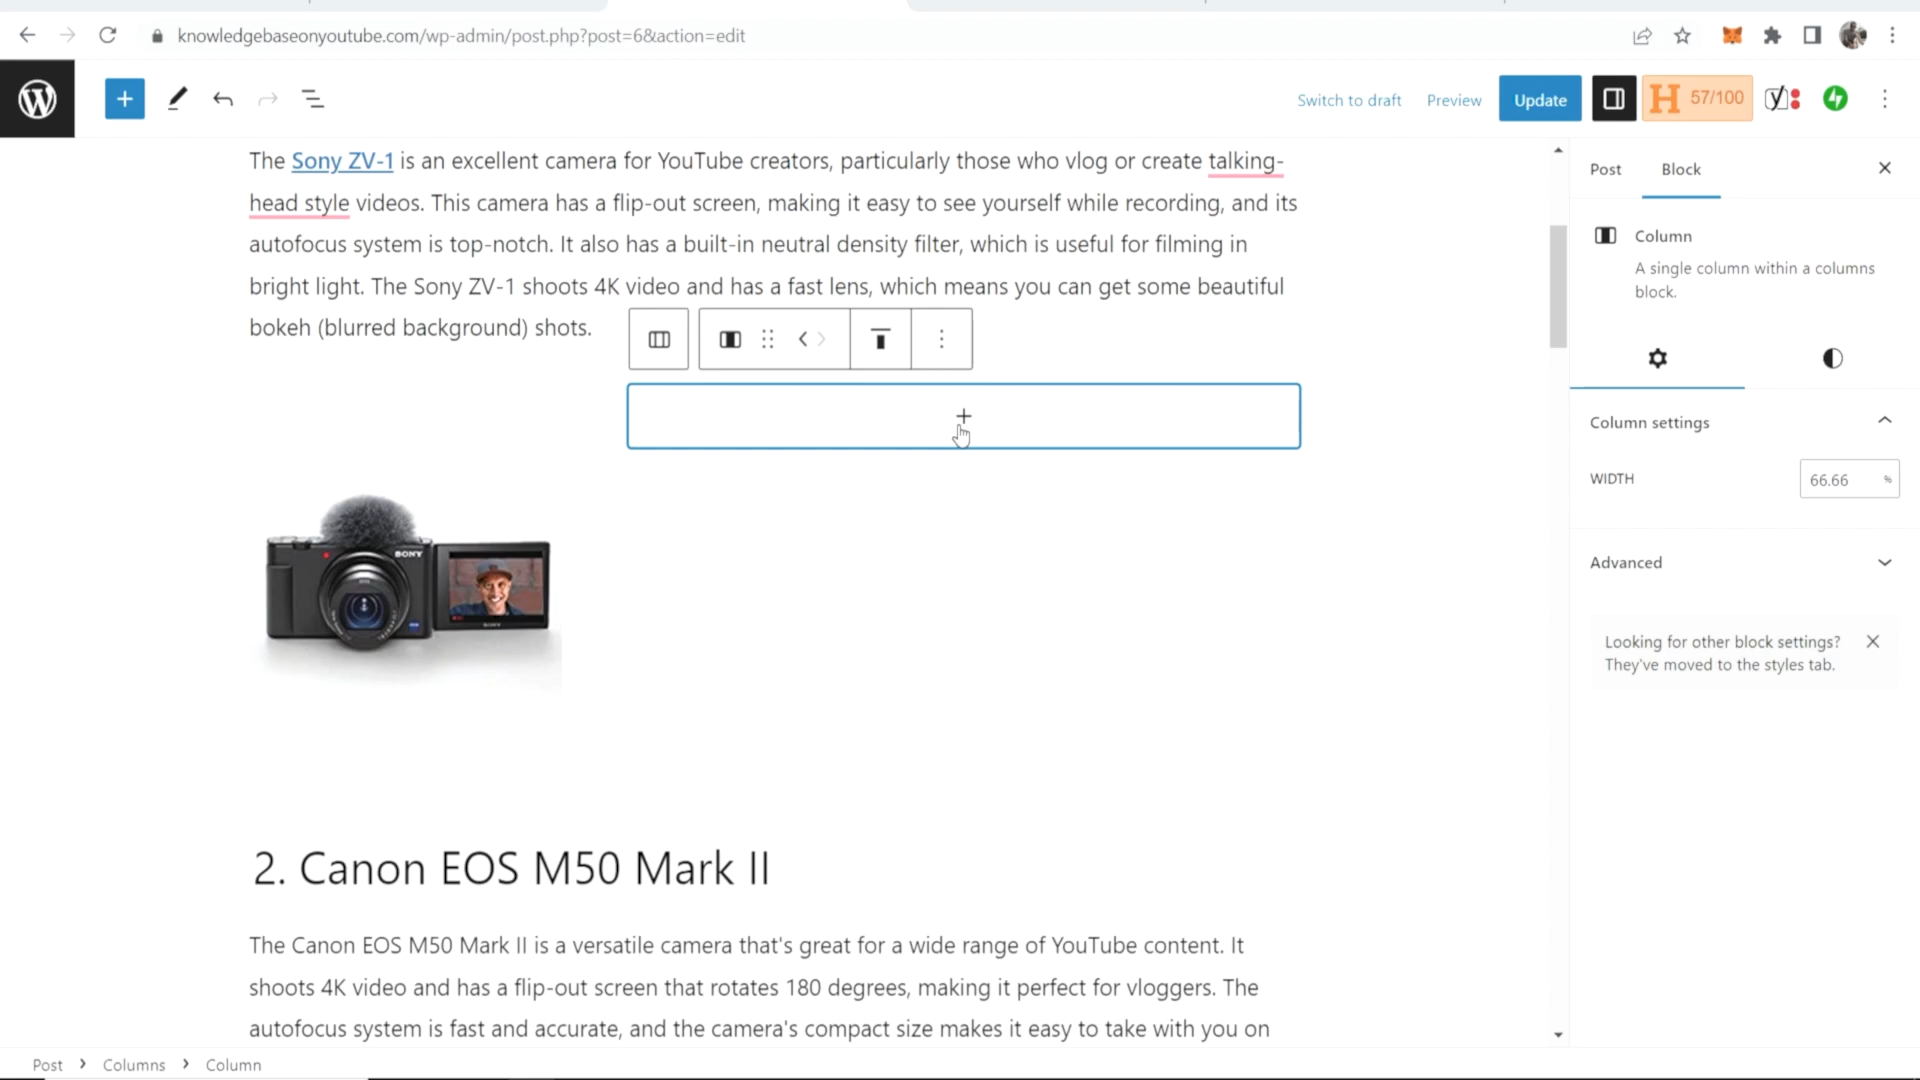 knowledgebaseonyoutube.com/wp-admin/post.php?post=6&action=edit
Switch to draft
Preview
Update
H 57/100
The Sony ZV-1 is an excellent camera for YouTube creators, particularly those who vlog or create talking-
head style videos. This camera has a flip-out screen, making it easy to see yourself while recording, and its
autofocus system is top-notch. It also has a built-in neutral density filter, which is useful for filming in
bright light. The Sony ZV-1 shoots 4K video and has a fast lens, which means you can get some beautiful
bokeh (blurred background) shots.
SONY
2. Canon EOS M50 Mark II
The Canon EOS M50 Mark II is a versatile camera that's great for a wide range of YouTube content. It
shoots 4K video and has a flip-out screen that rotates 180 degrees, making it perfect for vloggers. The
autofocus system is fast and accurate, and the camera's compact size makes it easy to take with you on
Post
Block
Column
A single column within a columns
block.
Column settings
WIDTH
66.66 %
Advanced
Looking for other block settings?
They've moved to the styles tab.
Post > Columns > Column